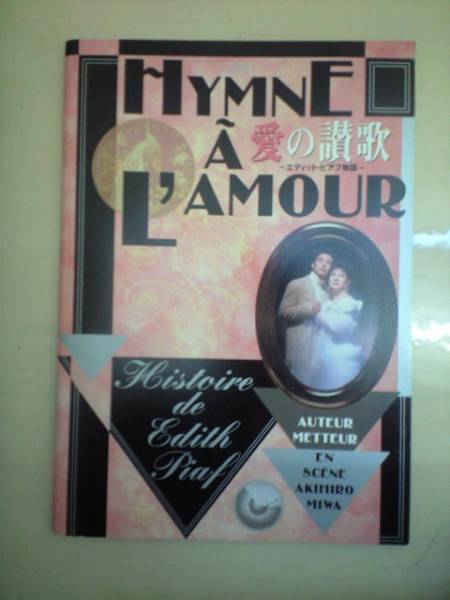 HYMNE
Ã
愛の讃歌
～エディット・ピアフ物語～
L'AMOUR
Histoire
de
Edith
Piaf
AUTEUR
METTEUR
EN
SCÈNE
AKIHIRO
MIWA